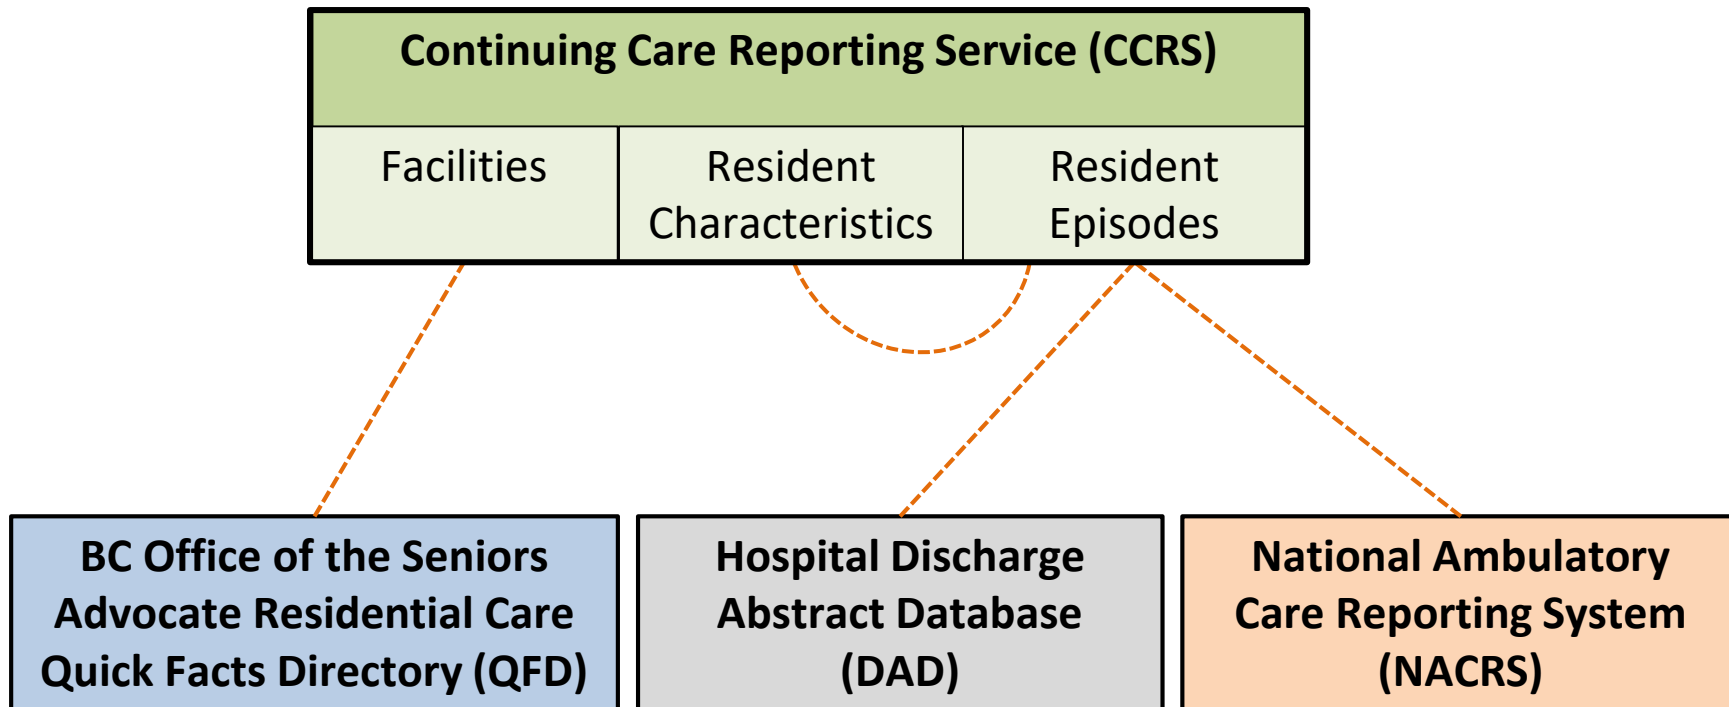 Continuing Care Reporting Service (CCRS)
Facilities
Resident
Characteristics
Resident
Episodes
BC Office of the Seniors
Advocate Residential Care
Quick Facts Directory (QFD)
Hospital Discharge
Abstract Database
(DAD)
National Ambulatory
Care Reporting System
(NACRS)